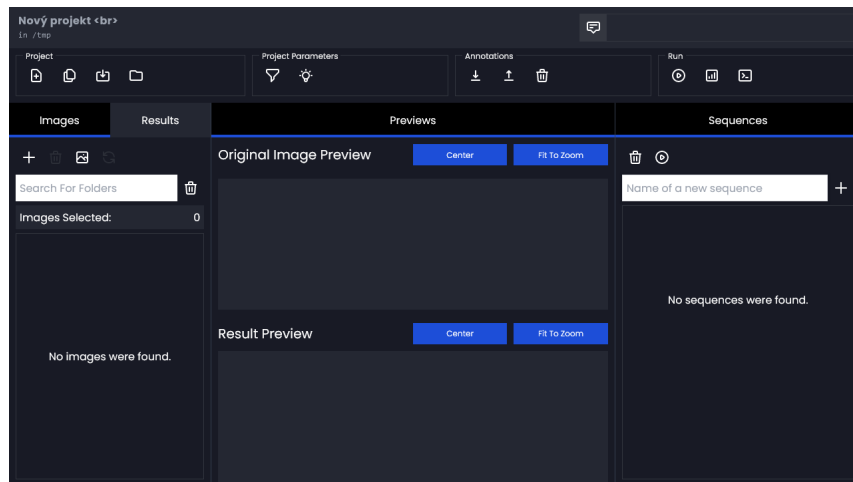 Nový projekt <br>
in /tmp
Project
Project Parameters
Annotations
Run
Images
Results
Previews
Sequences
Original Image Preview
Center
Fit To Zoom
Search For Folders
Name of a new sequence
Images Selected:
0
No sequences were found.
Result Preview
Center
Fit To Zoom
No images were found.